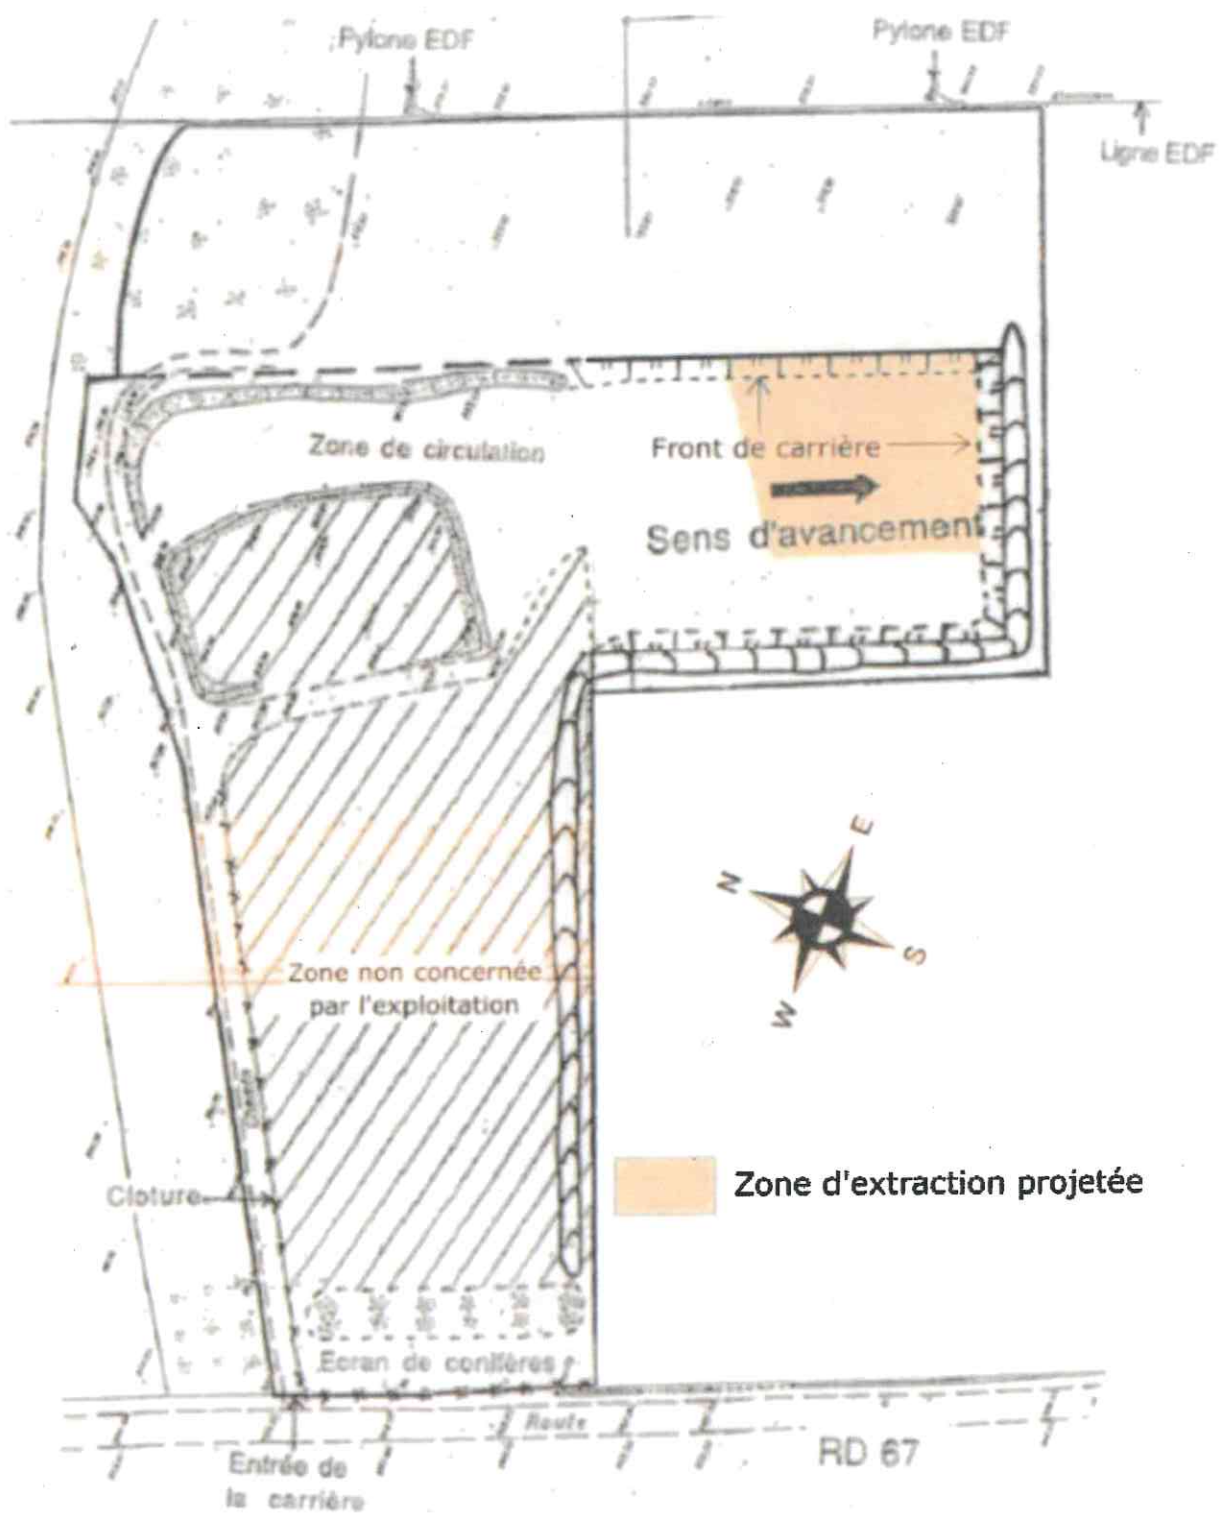 Pylone EDF
Pylone EDF
Ligne EDF
Zone de circulation
Front de carrière
Sens d'avancement
E
N
S
W
Zone non concernée
par l'exploitation
Cloture
Zone d'extraction projetée
Ecran de conifères
Route
RD 67
Entrée de
la carrière